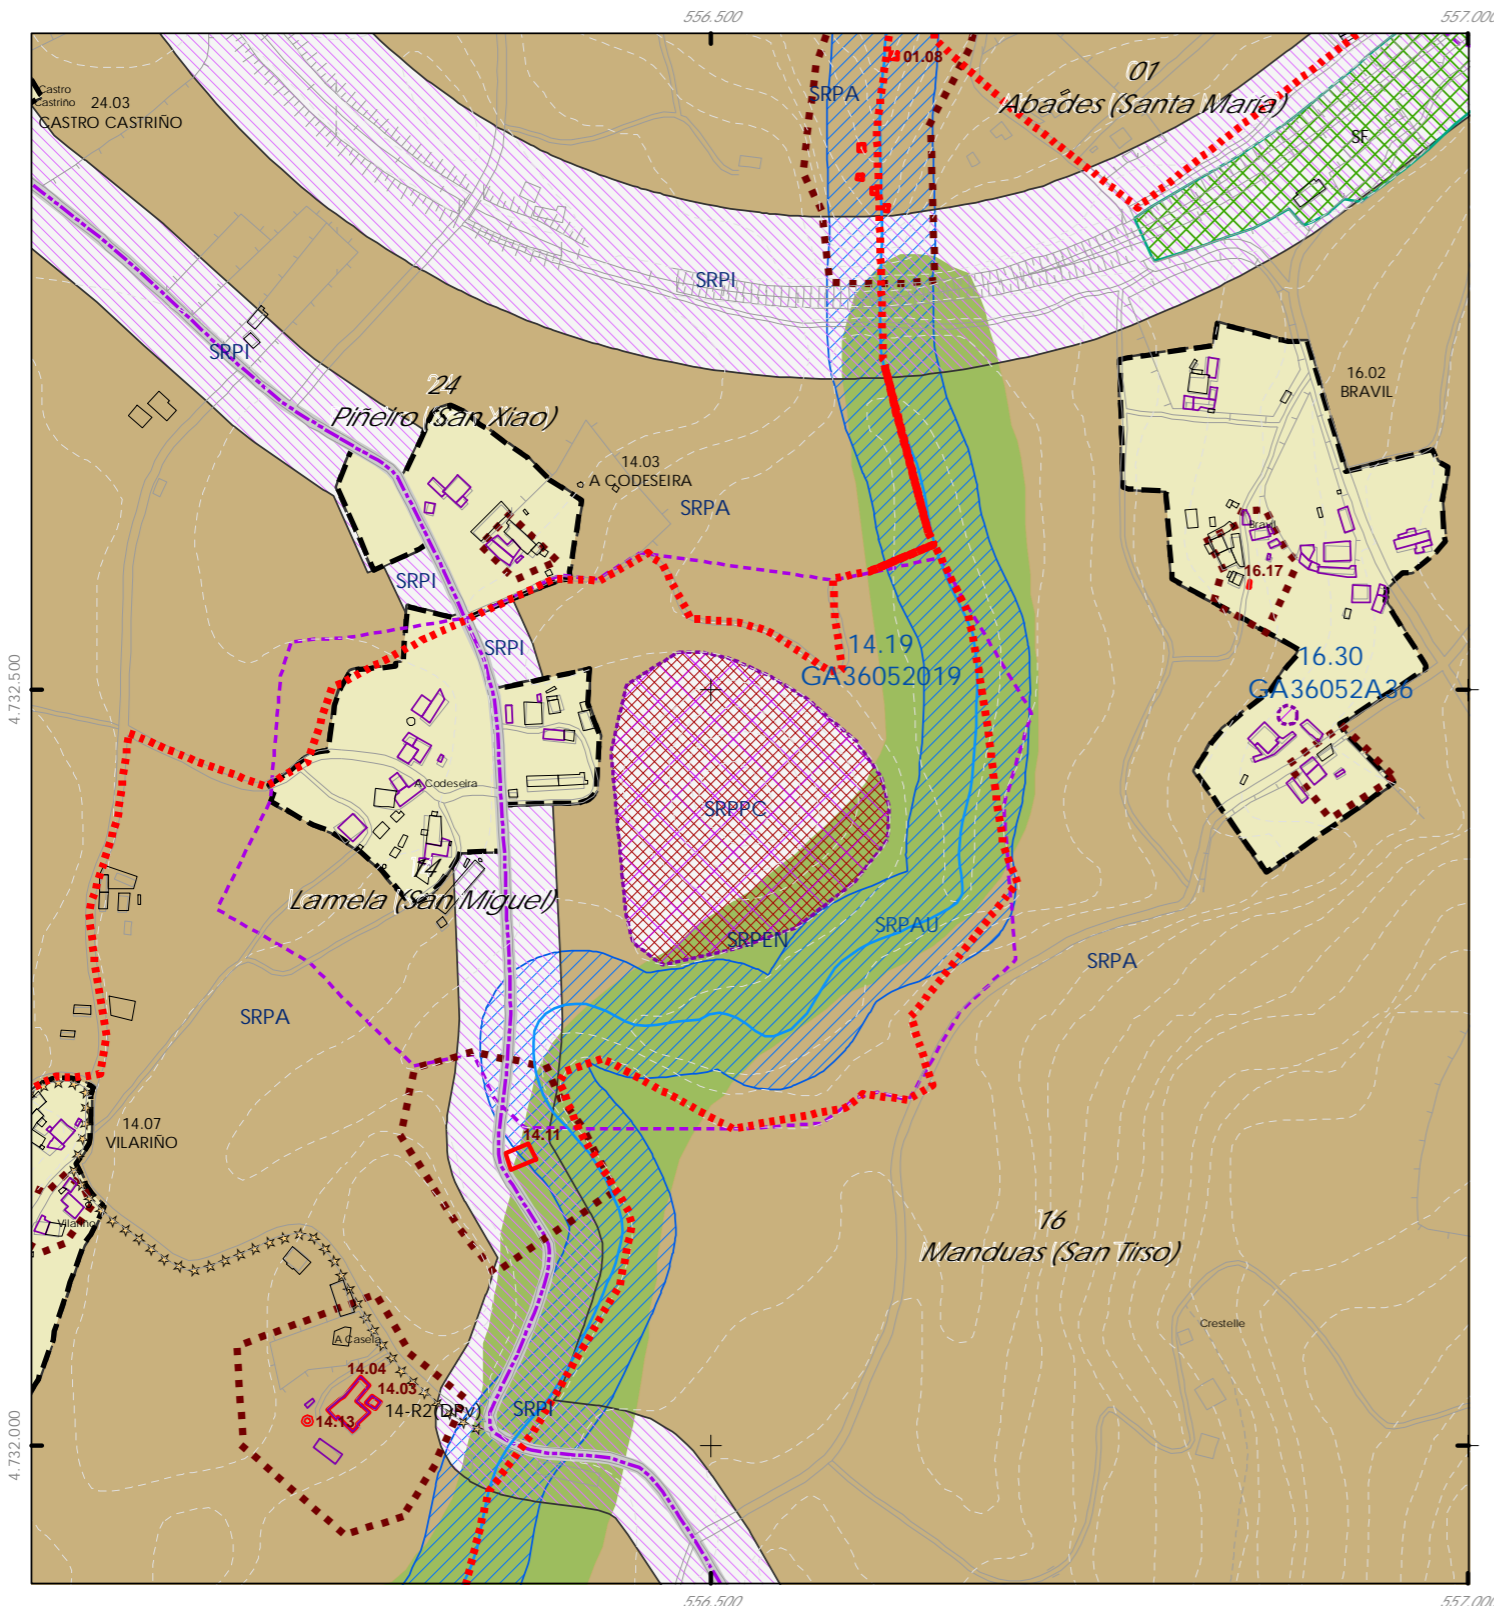 556.500
557.000
01.08
01
Abades (Santa María)
SRPA
Castro
Castriño
24.03
CASTRO CASTRIÑO
SF
SRPI
SRPI
24
Piñeiro (San Xiao)
16.02
BRAVIL
14.03
A CODESEIRA
SRPA
Bravil
SRPI
16.17
SRPI
14.19
GA36052019
16.30
GA36052A36
4.732.500
A Codeseira
SRPPC
14
Lamela (San Miguel)
SRPEN
SRPAU
SRPA
SRPA
14.07
VILARIÑO
14.11
Vilariño
16
Manduas (San Tirso)
Crestelle
A Casela
14.04
14.03
14-R2(DPv)
14.13
SRPI
4.732.000
556.500
557.000